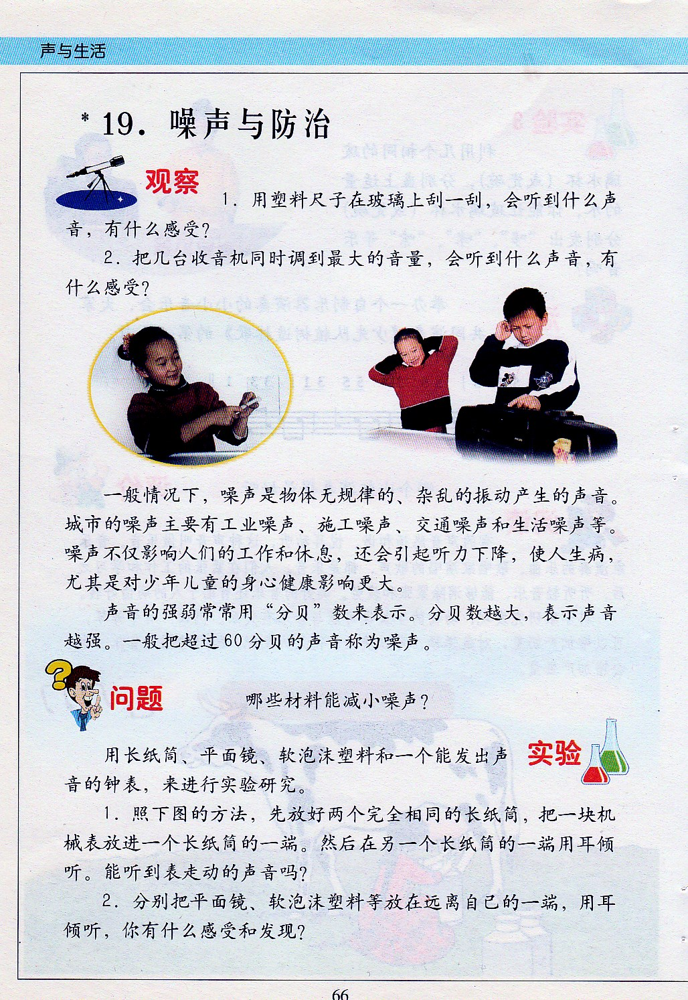 声与生活
*19. 噪声与防治
观察
1. 用塑料尺子在玻璃上刮一刮，会听到什么声
音，有什么感受？
2. 把几台收音机同时调到最大的音量，会听到什么声音，有
什么感受？
一般情况下，噪声是物体无规律的、杂乱的振动产生的声音。
城市的噪声主要有工业噪声、施工噪声、交通噪声和生活噪声等。
噪声不仅影响人们的工作和休息，还会引起听力下降，使人生病，
尤其是对少年儿童的身心健康影响更大。
声音的强弱常常用“分贝”数来表示。分贝数越大，表示声音
越强。一般把超过60分贝的声音称为噪声。
问题
哪些材料能减小噪声？
实验
用长纸筒、平面镜、软泡沫塑料和一个能发出声
音的钟表，来进行实验研究。
1. 照下图的方法，先放好两个完全相同的长纸筒，把一块机
械表放进一个长纸筒的一端。然后在另一个长纸筒的一端用耳倾
听。能听到表走动的声音吗？
2. 分别把平面镜、软泡沫塑料等放在远离自己的一端，用耳
倾听，你有什么感受和发现？
66